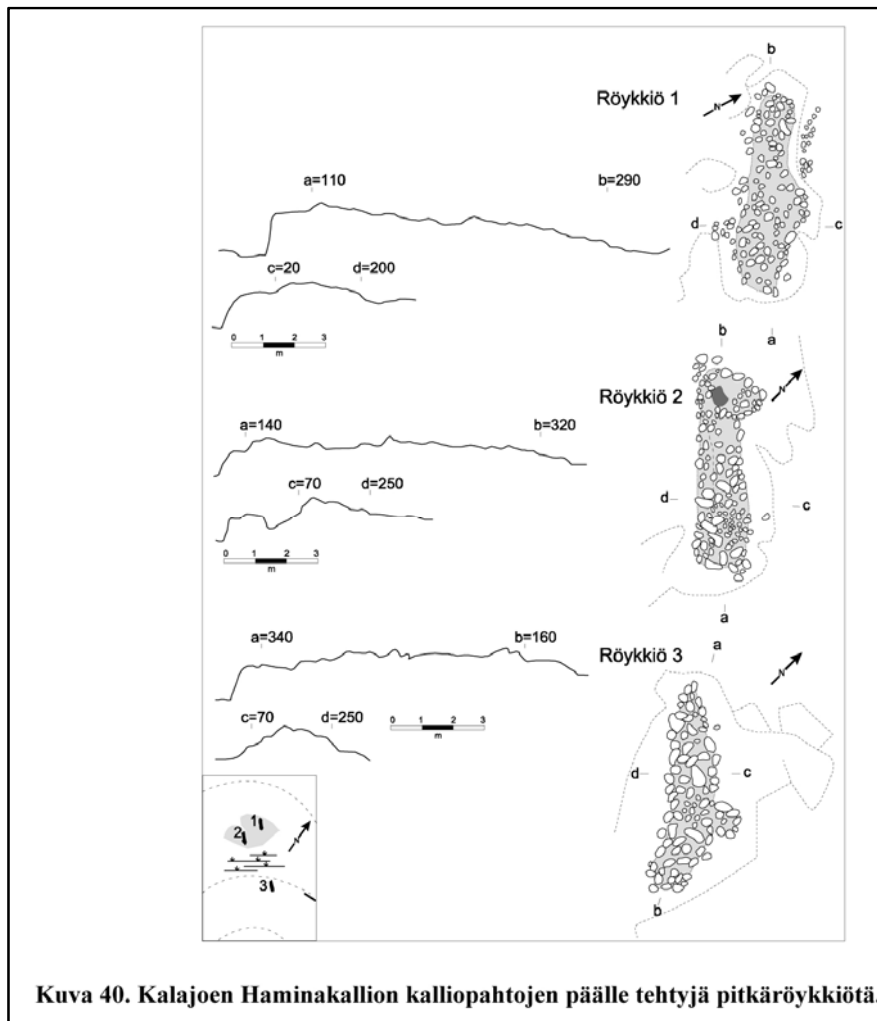 b
Röykkiö 1
N
a=110 b=290
d c
c=20 d=200
0 1 2 3
m
a
b
Röykkiö 2
N
a=140 b=320
c=70 d=250
d c
0 1 2 3
m
a
a=340 b=160
Röykkiö 3
a
N
c=70 d=250
0 1 2 3
m
d c
1
2
N
3
b
Kuva 40. Kalajoen Haminakallion kalliopahtojen päälle tehtyjä pitkäröykkiötä.